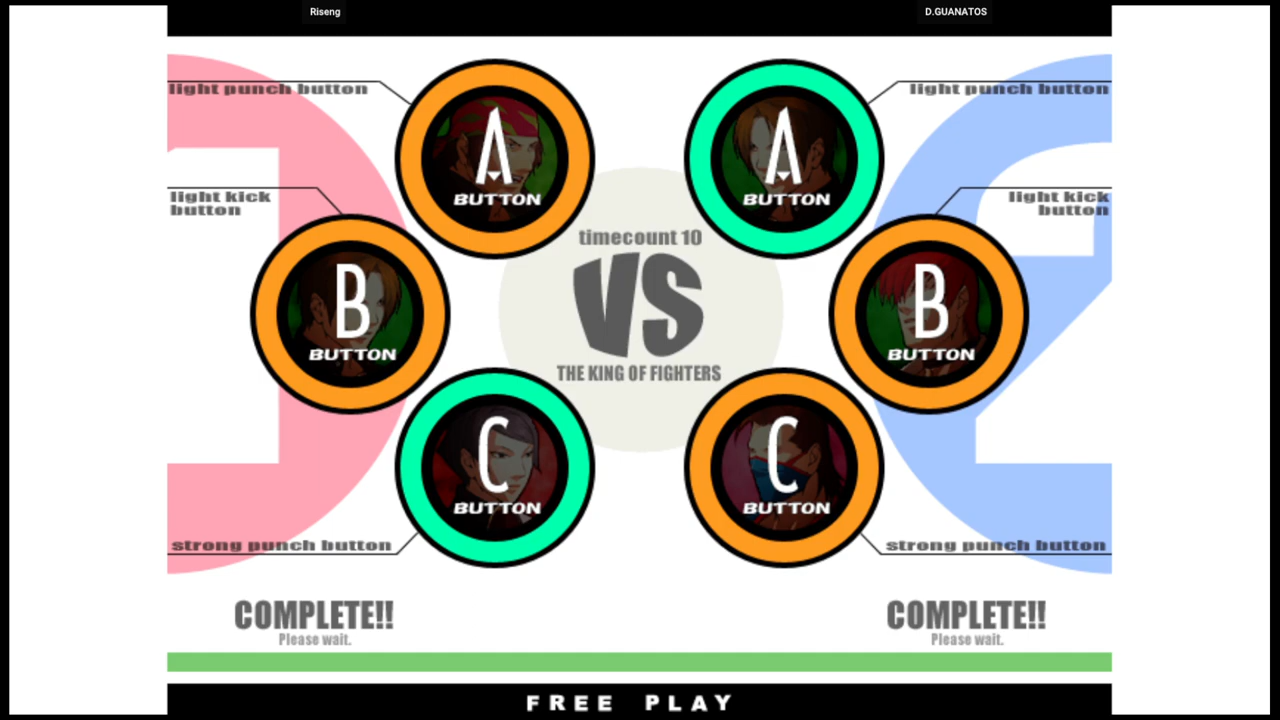 Riseng
D.GUANATOS
light punch button
light punch button
A
BUTTON
A
BUTTON
light kick
button
light kick
button
timecount 10
VS
THE KING OF FIGHTERS
B
BUTTON
B
BUTTON
1
2
C
BUTTON
C
BUTTON
strong punch button
strong punch button
COMPLETE!!
Please wait.
COMPLETE!!
Please wait.
FREE PLAY